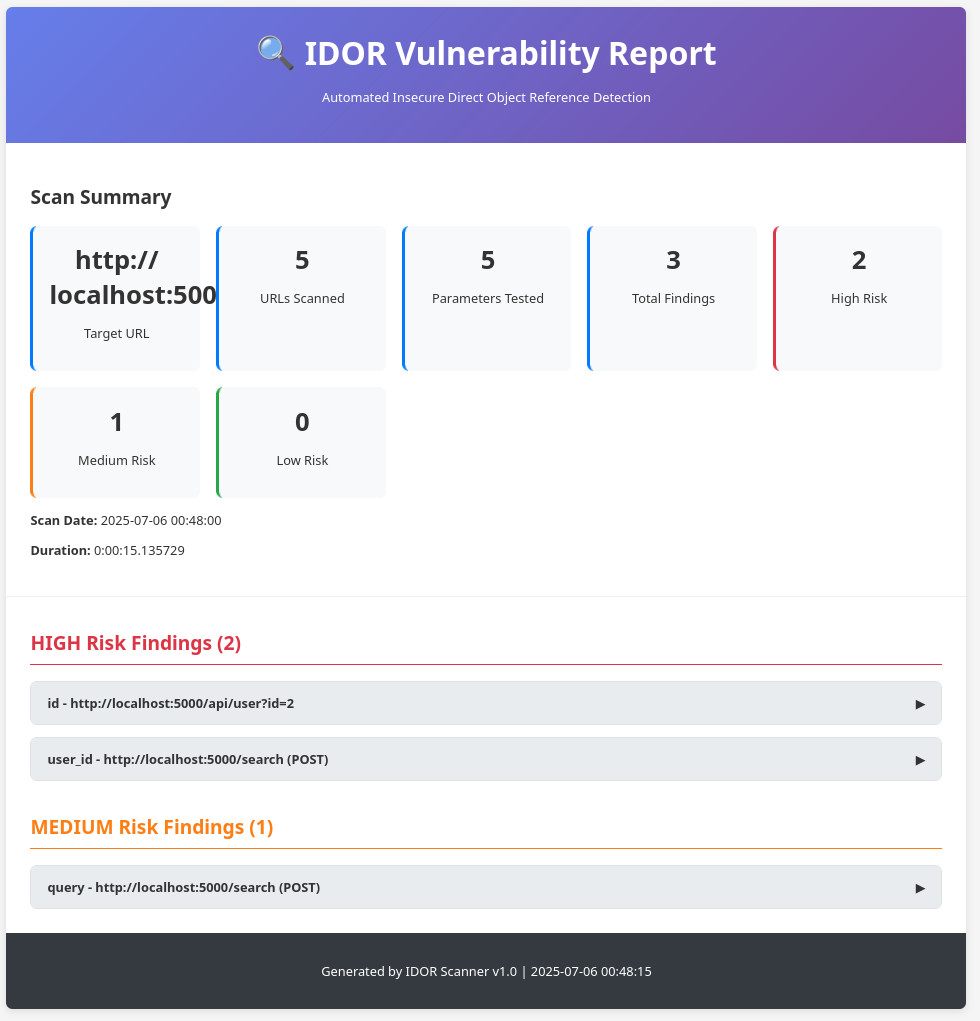 🔍 IDOR Vulnerability Report
Automated Insecure Direct Object Reference Detection
Scan Summary
http://
localhost:500
Target URL
5
URLs Scanned
5
Parameters Tested
3
Total Findings
2
High Risk
1
Medium Risk
0
Low Risk
Scan Date: 2025-07-06 00:48:00
Duration: 0:00:15.135729
HIGH Risk Findings (2)
id - http://localhost:5000/api/user?id=2 ▶
user_id - http://localhost:5000/search (POST) ▶
MEDIUM Risk Findings (1)
query - http://localhost:5000/search (POST) ▶
Generated by IDOR Scanner v1.0 | 2025-07-06 00:48:15